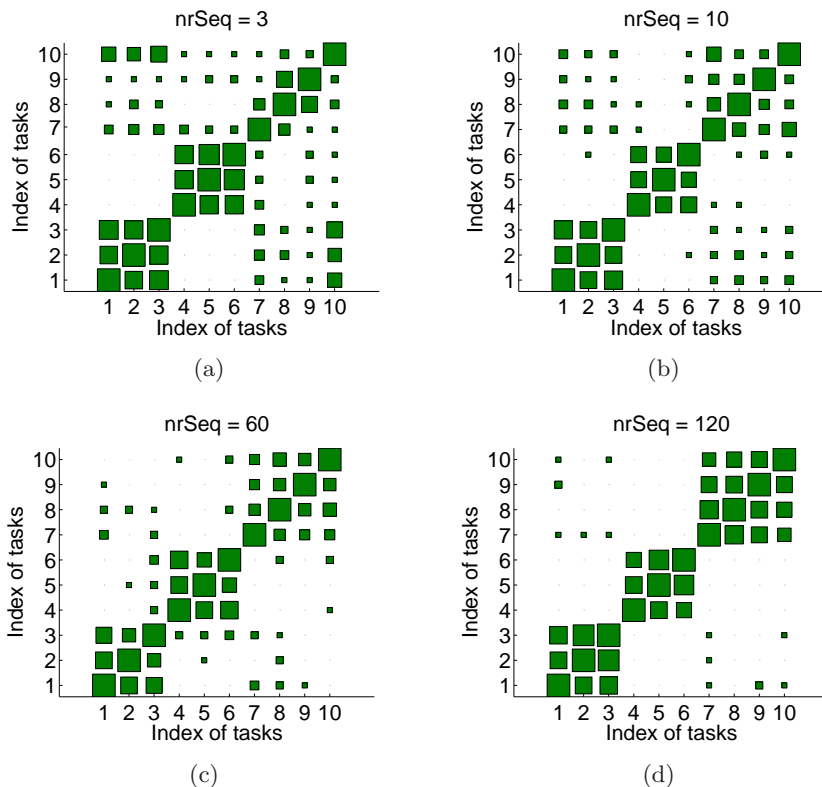 nrSeq = 3
Index of tasks
10
9
8
7
6
5
4
3
2
1
1 2 3 4 5 6 7 8 9 10
Index of tasks
(a)
nrSeq = 10
Index of tasks
10
9
8
7
6
5
4
3
2
1
1 2 3 4 5 6 7 8 9 10
Index of tasks
(b)
nrSeq = 60
Index of tasks
10
9
8
7
6
5
4
3
2
1
1 2 3 4 5 6 7 8 9 10
Index of tasks
(c)
nrSeq = 120
Index of tasks
10
9
8
7
6
5
4
3
2
1
1 2 3 4 5 6 7 8 9 10
Index of tasks
(d)